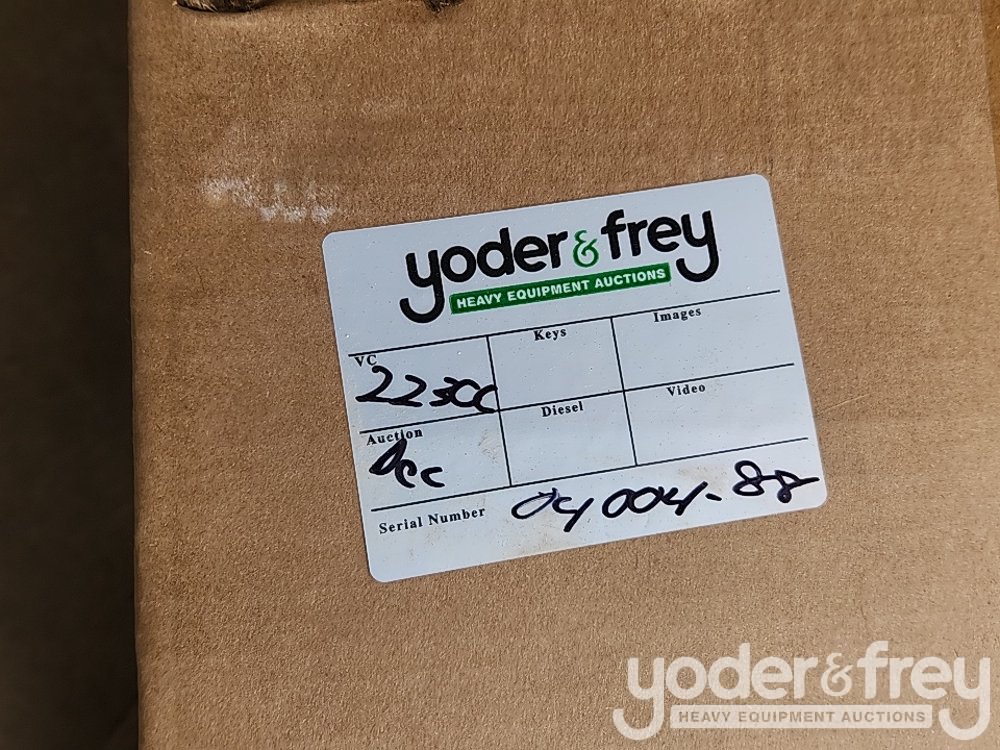 yoder & frey
HEAVY EQUIPMENT AUCTIONS
VC
Keys
Images
Auction
Diesel
Video
Serial Number
04004-88
yoder & frey
HEAVY EQUIPMENT AUCTIONS